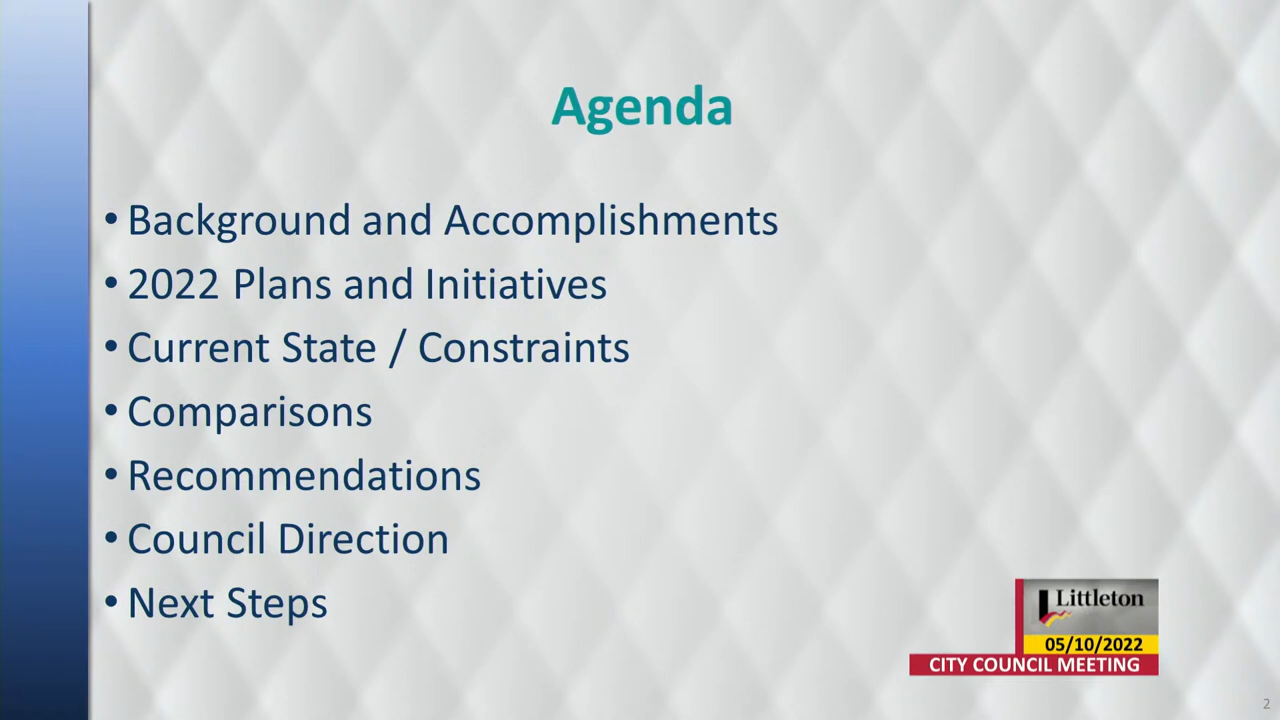 Agenda
• Background and Accomplishments
• 2022 Plans and Initiatives
• Current State / Constraints
• Comparisons
• Recommendations
• Council Direction
• Next Steps
Littleton
05/10/2022
CITY COUNCIL MEETING
2